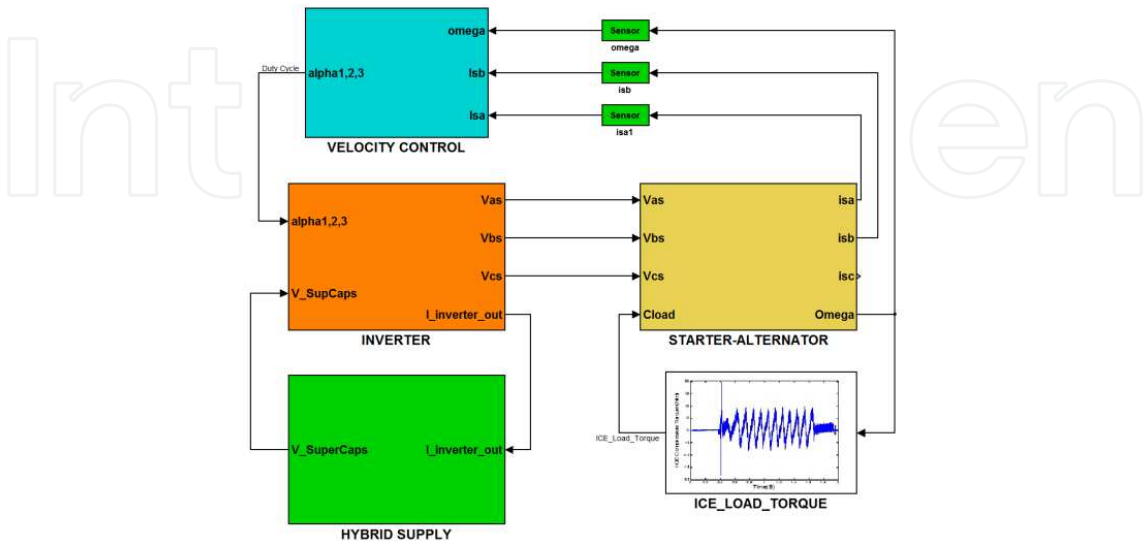 omega
Sensor
omega
Duty Cycle
alpha1,2,3
Isb
Sensor
isb
Isa
Sensor
isa1
VELOCITY CONTROL
Vas
Vas
isa
alpha1,2,3
Vbs
Vbs
isb
Vcs
Vcs
isc
V_SupCaps
I_inverter_out
Cload
Omega
INVERTER
STARTER-ALTERNATOR
V_SuperCaps
I_inverter_out
ICE_Load_Torque
Time(S)
HYBRID SUPPLY
ICE_LOAD_TORQUE